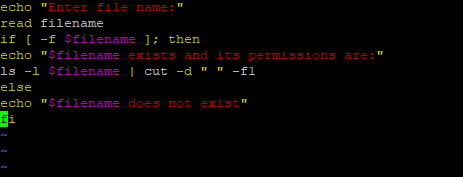 echo "Enter file name:"
read filename
if [ -f $filename ]; then
echo "$filename exists and its permissions are:"
ls -l $filename | cut -d " " -f1
else
echo "$filename does not exist"
fi
~
~
~